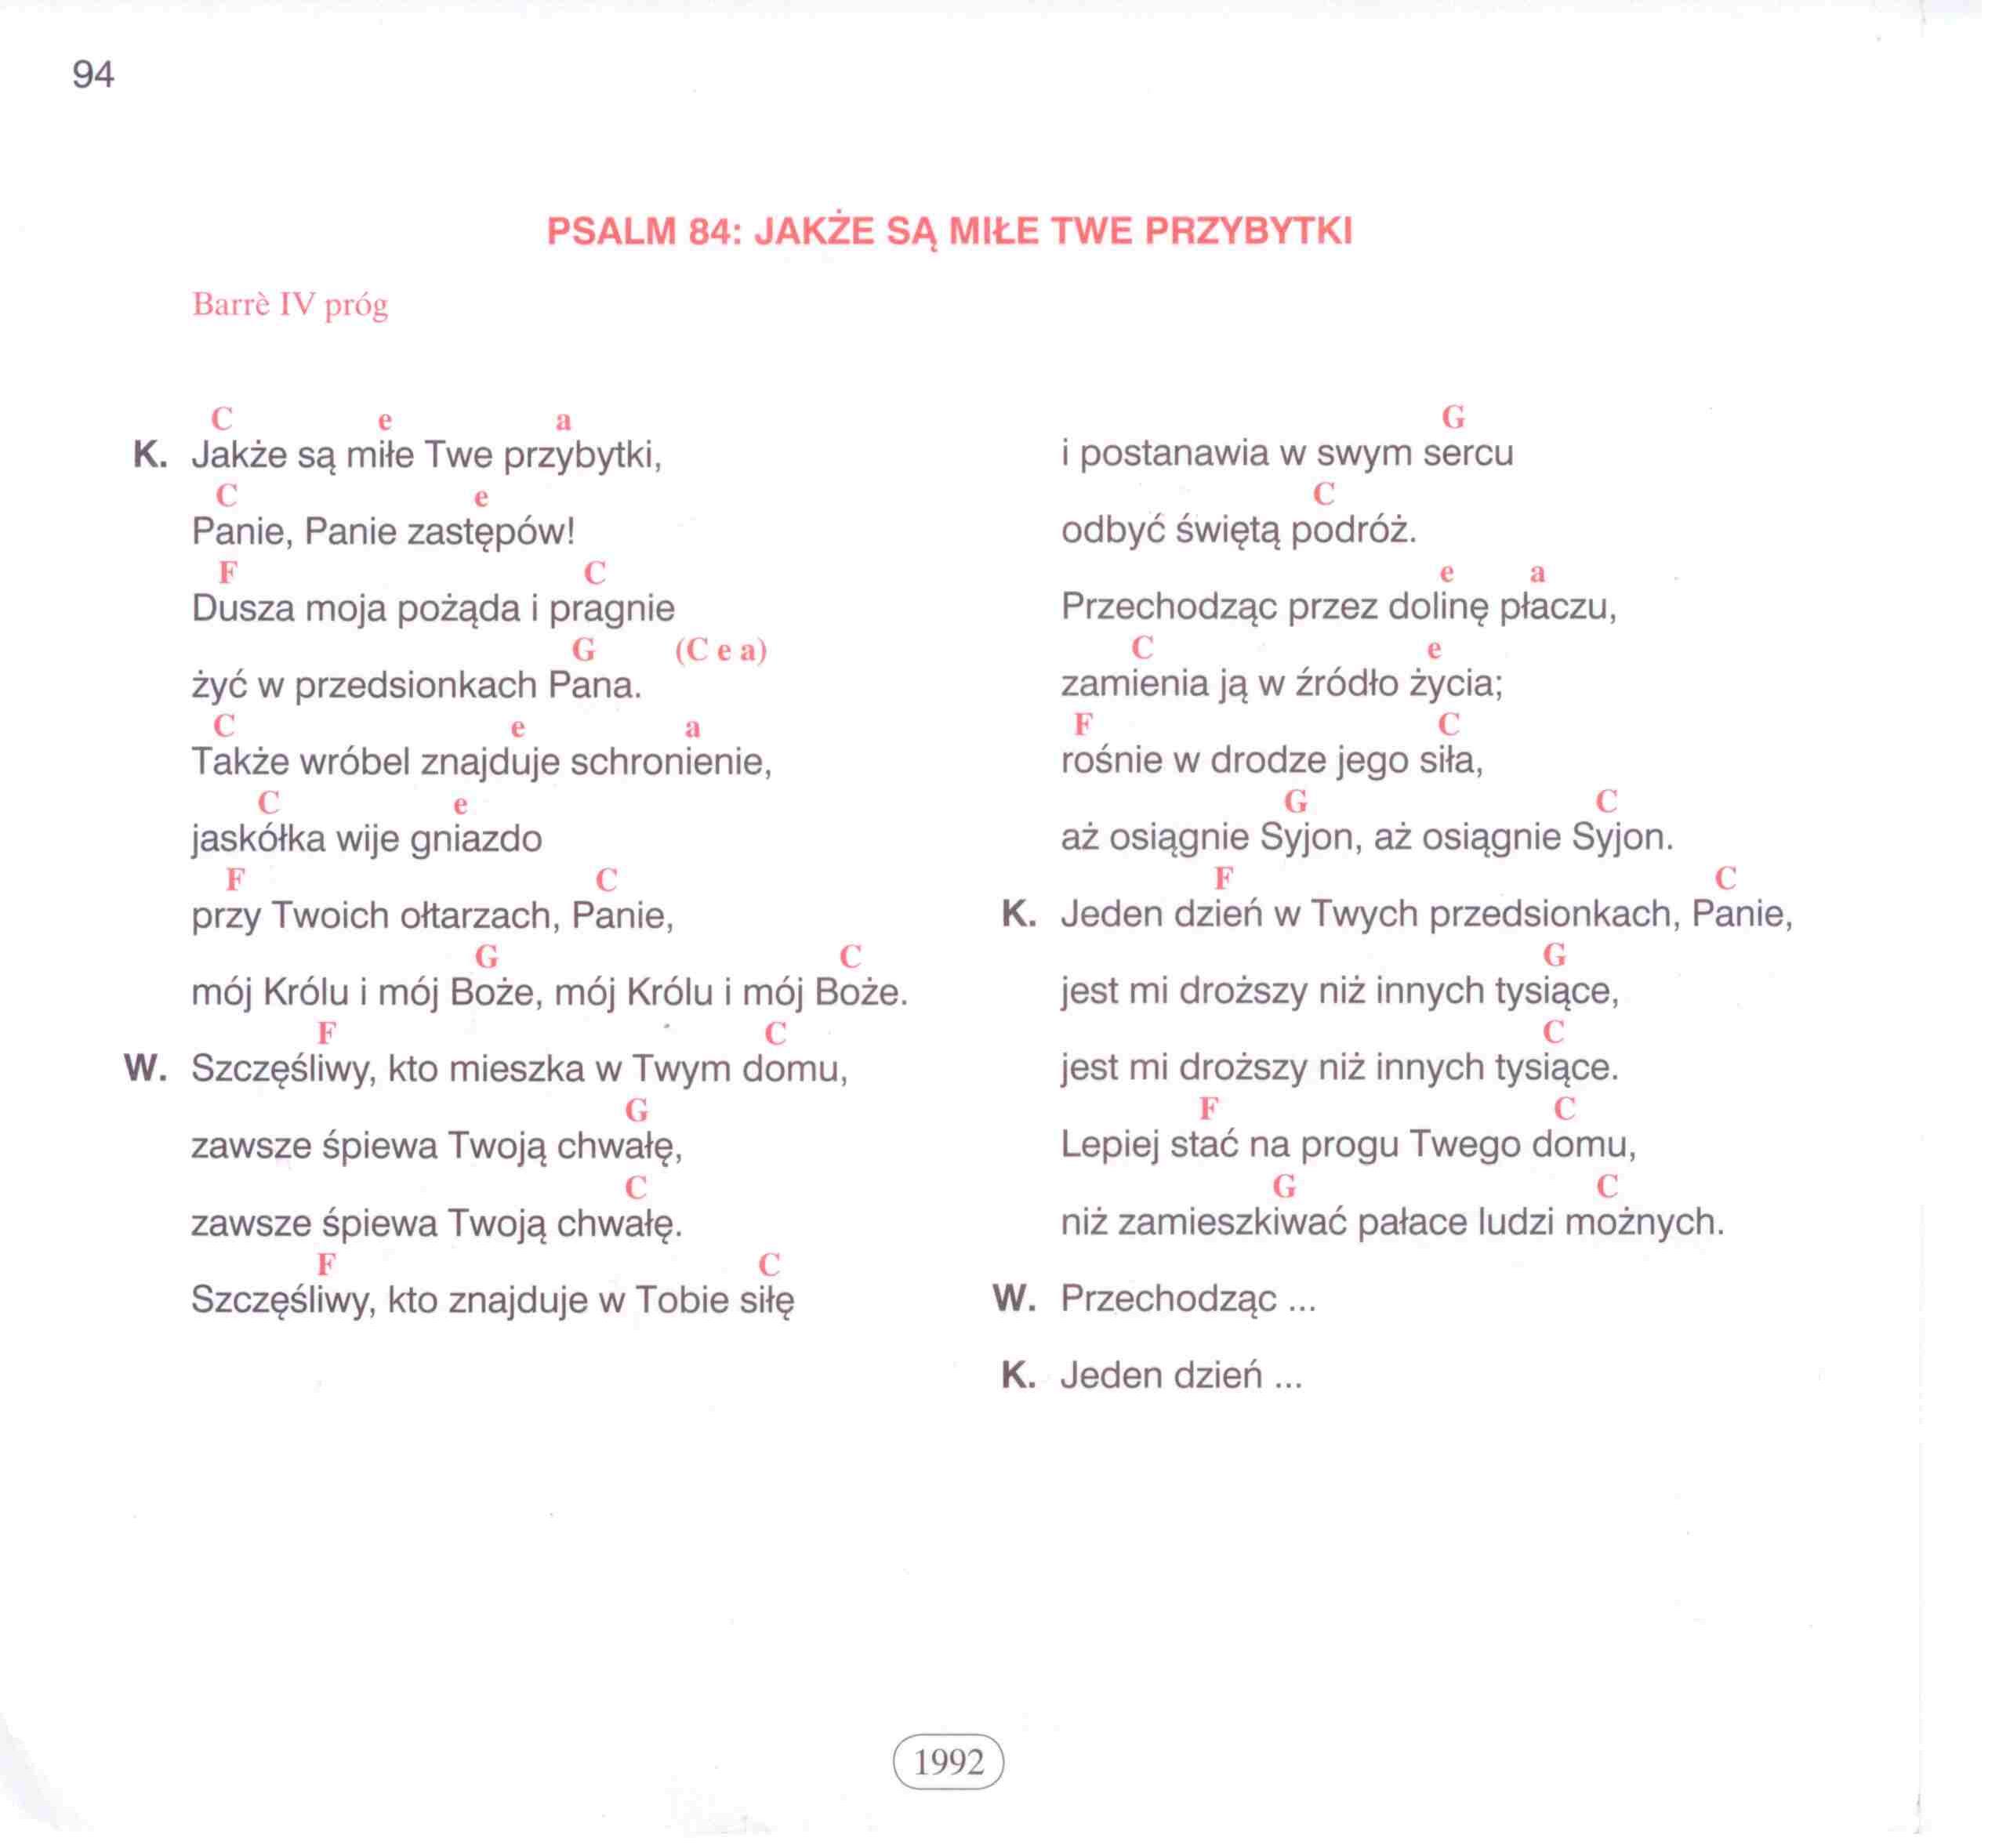 94
PSALM 84: JAKŻE SĄ MIŁE TWE PRZYBYTKI
Barrè IV próg
C e a
K. Jakże są miłe Twe przybytki,
C e
Panie, Panie zastępów!
F C
Dusza moja pożąda i pragnie
G (C e a)
żyć w przedsionkach Pana.
C e a
Także wróbel znajduje schronienie,
C e
jaskółka wije gniazdo
F C
przy Twoich ołtarzach, Panie,
G C
mój Królu i mój Boże, mój Królu i mój Boże.
F C
W. Szczęśliwy, kto mieszka w Twym domu,
G
zawsze śpiewa Twoją chwałę,
C
zawsze śpiewa Twoją chwałę.
F C
Szczęśliwy, kto znajduje w Tobie siłę
G
i postanawia w swym sercu
C
odbyć świętą podróż.
e a
Przechodząc przez dolinę płaczu,
C e
zamienia ją w źródło życia;
F C
rośnie w drodze jego siła,
G C
aż osiągnie Syjon, aż osiągnie Syjon.
F C
K. Jeden dzień w Twych przedsionkach, Panie,
G
jest mi droższy niż innych tysiące,
C
jest mi droższy niż innych tysiące.
F C
Lepiej stać na progu Twego domu,
G C
niż zamieszkiwać pałace ludzi możnych.
W. Przechodząc ...
K. Jeden dzień ...
1992